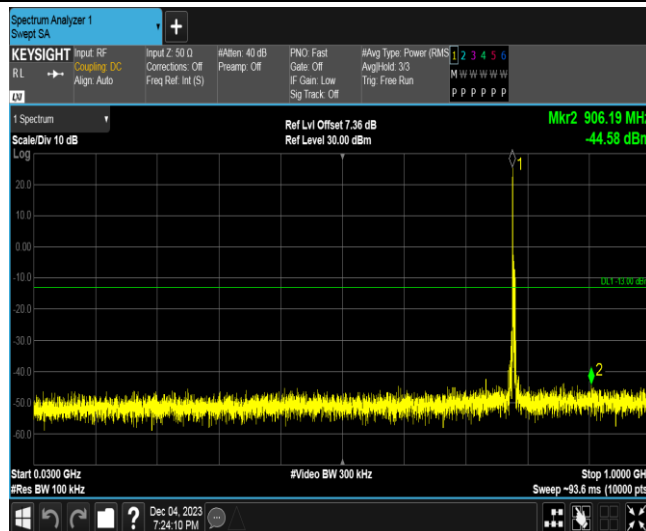 Spectrum Analyzer 1
Swept SA
+
KEYSIGHT
RL
LXI
Input: RF
Coupling: DC
Align: Auto
Input Z: 50 Ω
Corrections: Off
Freq Ref: Int (S)
#Atten: 40 dB
Preamp: Off
PNO: Fast
Gate: Off
IF Gain: Low
Sig Track: Off
#Avg Type: Power (RMS
Avg|Hold: 3/3
Trig: Free Run
1 2 3 4 5 6
M W W W W W
P P P P P P
1 Spectrum
Scale/Div 10 dB
Log
Ref Lvl Offset 7.36 dB
Ref Level 30.00 dBm
Mkr2 906.19 MHz
-44.58 dBm
1
20.0
10.0
0.00
-10.0
DL1 -13.00 dBm
-20.0
-30.0
-40.0
2
-50.0
-60.0
Start 0.0300 GHz
#Res BW 100 kHz
#Video BW 300 kHz
Stop 1.0000 GHz
Sweep ~93.6 ms (10000 pts)
?
Dec 04, 2023
7:24:10 PM